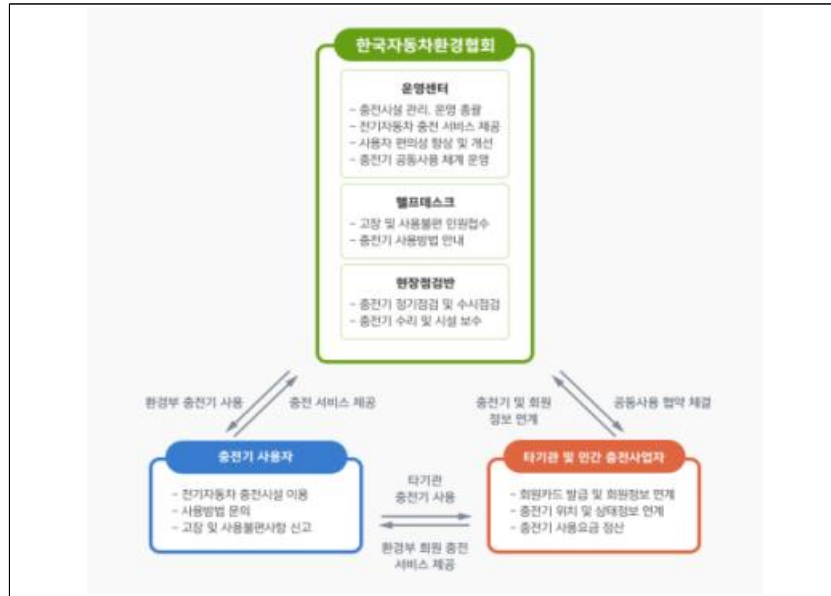 한국자동차환경협회
운영센터
– 충전시설 관리, 운영 총괄
– 전기자동차 충전 서비스 제공
– 사용자 편의성 향상 및 개선
– 충전기 공동사용 체계 운영
헬프데스크
– 고장 및 사용불편 민원접수
– 충전기 사용방법 안내
현장점검반
– 충전기 정기점검 및 수시점검
– 충전기 수리 및 시설 보수
환경부 충전기 사용
충전 서비스 제공
충전기 및 회원
정보 연계
공동사용 협약 체결
충전기 사용자
– 전기자동차 충전시설 이용
– 사용방법 문의
– 고장 및 사용불편사항 신고
타기관
충전기 사용
환경부 회원 충전
서비스 제공
타기관 및 민간 충전사업자
– 회원카드 발급 및 회원정보 연계
– 충전기 위치 및 상태정보 연계
– 충전기 사용요금 정산